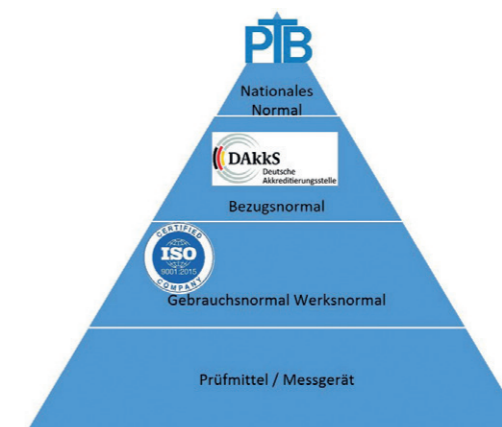 PTB
Nationales
Normal
DAkkS
Deutsche
Akkreditierungsstelle
Bezugsnormal
CERTIFIED
ISO
9001:2015
COMPANY
Gebrauchsnormal Werksnormal
Prüfmittel / Messgerät